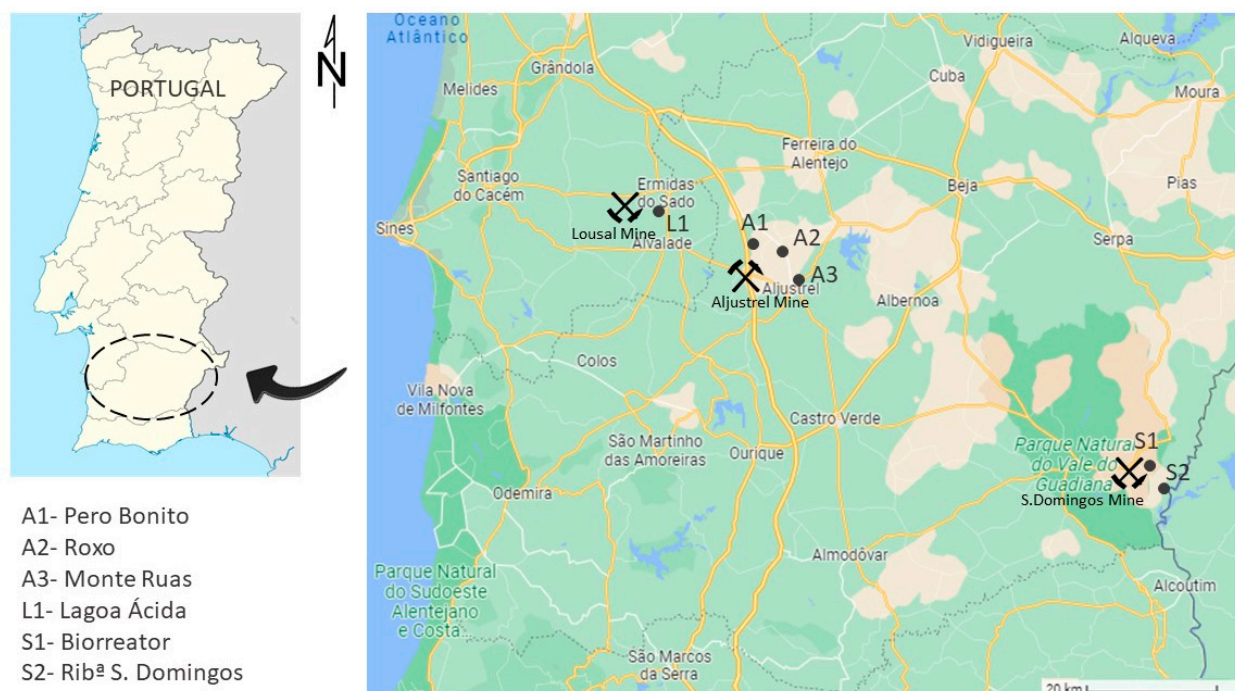 PORTUGAL
N
A1- Pero Bonito
A2- Roxo
A3- Monte Ruas
L1- Lagoa Ácida
S1- Biorreator
S2- Ribª S. Domingos
Oceano
Atlântico
Grândola
Melides
Vidigueira
Alqueva
Cuba
Moura
Ferreira do
Alentejo
Santiago
do Cacém
Ermidas
do Sado
Beja
Pias
Sines
Lousal Mine
L1
Alvalade
A1
A2
Serpa
A3
Aljustrel
Aljustrel Mine
Albernoa
Colos
Vila Nova
de Milfontes
Castro Verde
São Martinho
das Amoreiras
Ourique
Parque Natural
do Vale do
Guadiana
S1
S2
S.Domingos Mine
Odemira
Almodôvar
Parque Natural
do Sudoeste
Alentejano
e Costa...
Alcoutim
São Marcos
da Serra
20 km